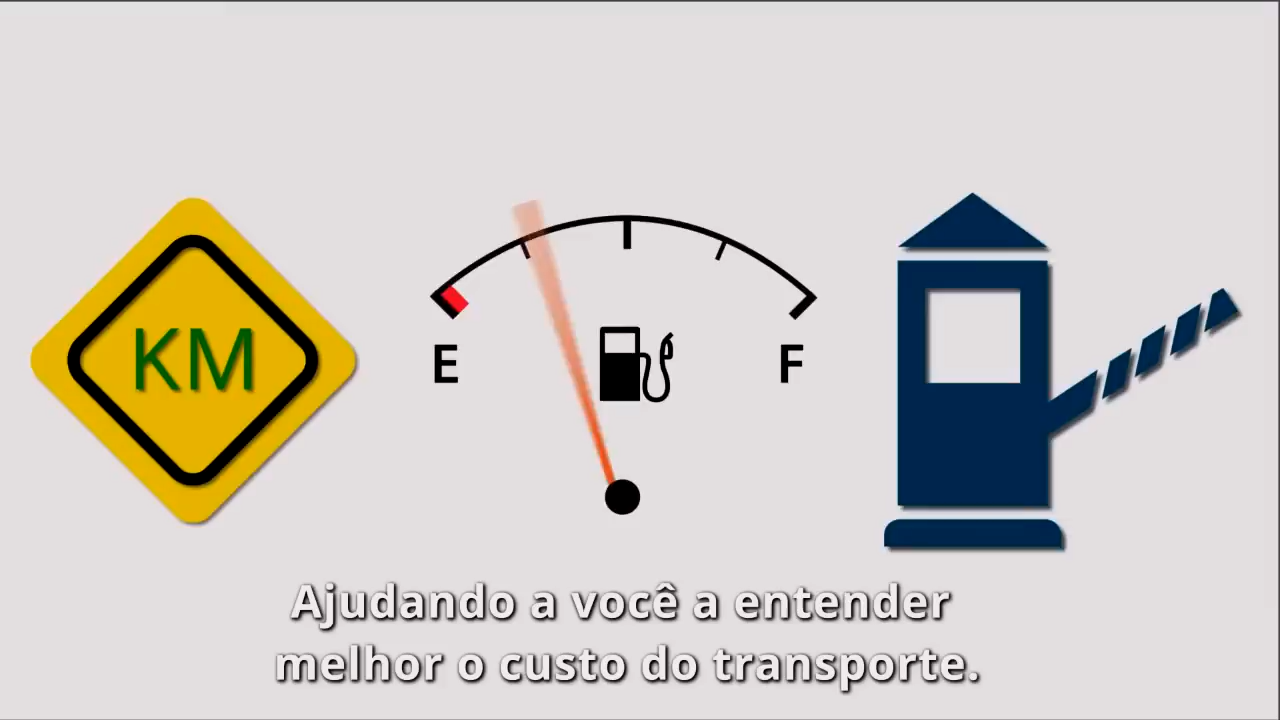 KM
E
F
Ajudando a você a entender
melhor o custo do transporte.